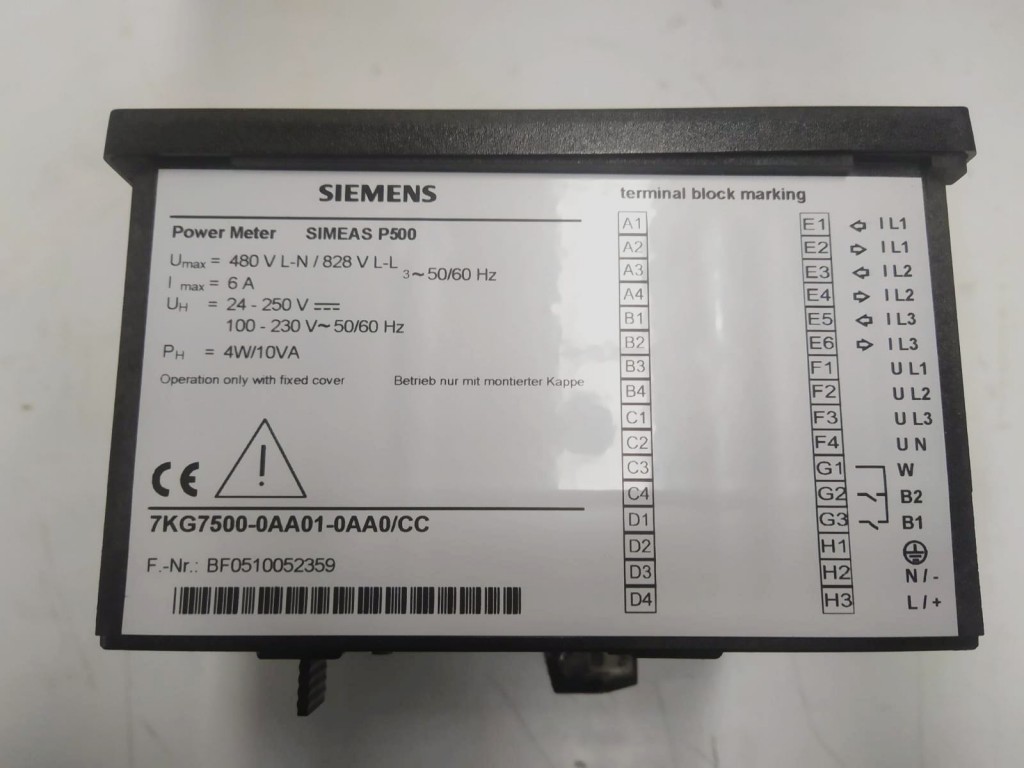 SIEMENS
Power Meter SIMEAS P500
Umax = 480 V L-N / 828 V L-L 3~50/60 Hz
I max = 6 A
UH = 24 - 250 V ⎓
100 - 230 V~ 50/60 Hz
PH = 4W/10VA
Operation only with fixed cover Betrieb nur mit montierter Kappe
CE
7KG7500-0AA01-0AA0/CC
F.-Nr.: BF0510052359
terminal block marking
A1
A2
A3
A4
B1
B2
B3
B4
C1
C2
C3
C4
D1
D2
D3
D4
E1 I L1
E2 I L1
E3 I L2
E4 I L2
E5 I L3
E6 I L3
F1 U L1
F2 U L2
F3 U L3
F4 U N
G1 W
G2 B2
G3 B1
H1
H2 N / -
H3 L / +